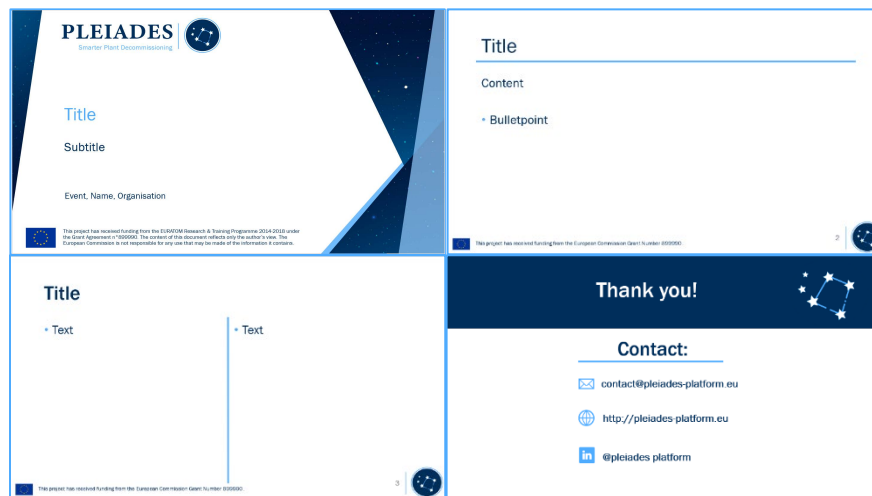 PLEIADES
Smarter Plant Decommissioning
Title
Subtitle
Event, Name, Organisation
This project has received funding from the EURATOM Research & Training Programme 2014-2018 under
the Grant Agreement n°899990. The content of this document reflects only the author's view. The
European Commission is not responsible for any use that may be made of the information it contains.
Title
Content
• Bulletpoint
This project has received funding from the European Commission Grant Number 899990.
2
Title
• Text
• Text
This project has received funding from the European Commission Grant Number 899990.
3
Thank you!
Contact:
contact@pleiades-platform.eu
http://pleiades-platform.eu
in
@pleiades platform